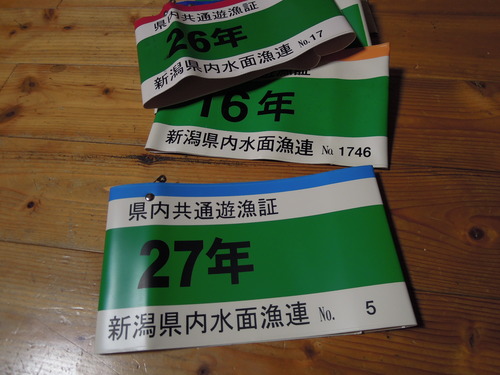 県内共通遊漁証
26年
新潟県内水面漁連 No.17
16年
新潟県内水面漁連 No. 1746
県内共通遊漁証
27年
新潟県内水面漁連 No. 5